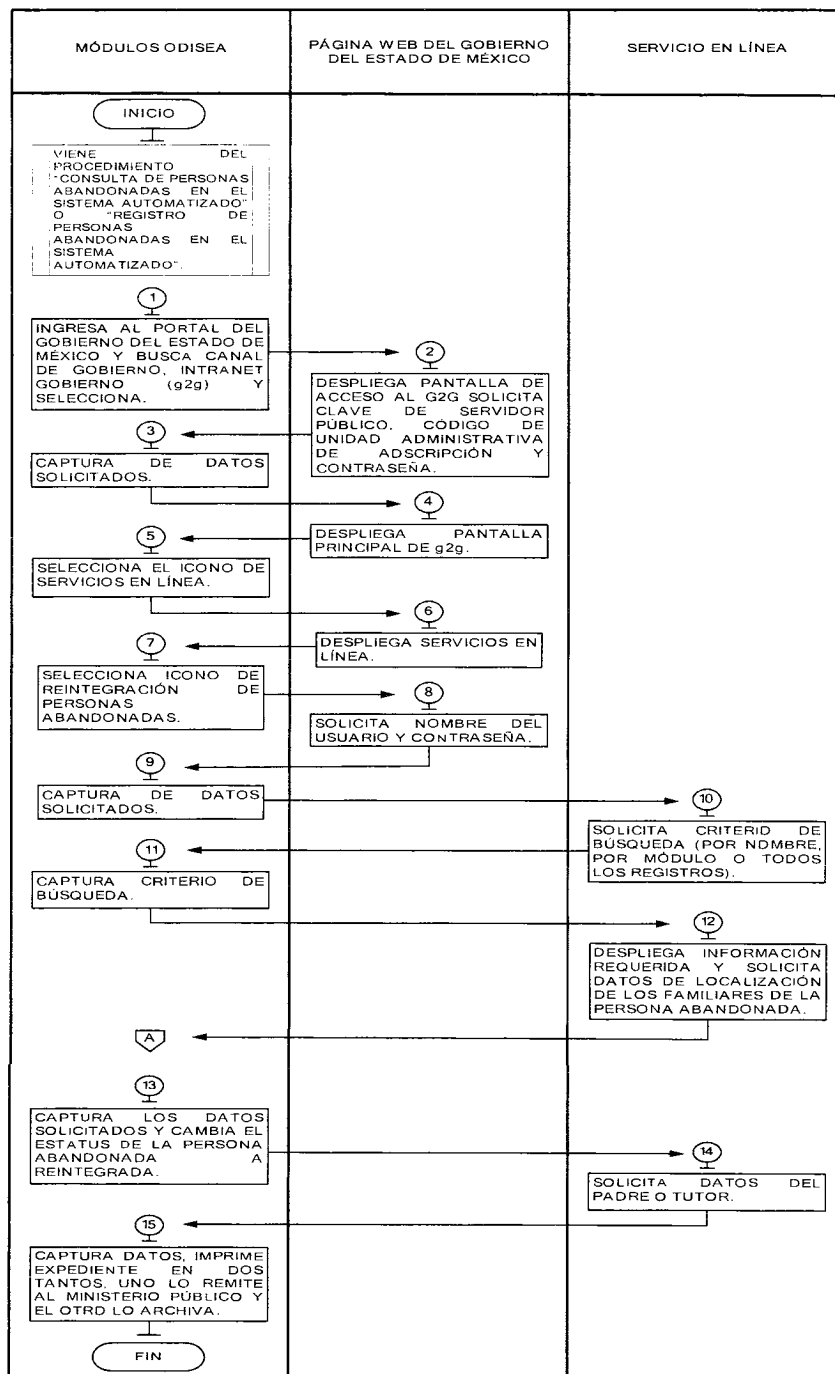 MÓDULOS ODISEA
PÁGINA WEB DEL GOBIERNO
DEL ESTADO DE MÉXICO
SERVICIO EN LÍNEA
INICIO
VIENE DEL
PROCEDIMIENTO
"CONSULTA DE PERSONAS
ABANDONADAS EN EL
SISTEMA AUTOMATIZADO"
O "REGISTRO DE
PERSONAS
ABANDONADAS EN EL
SISTEMA
AUTOMATIZADO".
1
INGRESA AL PORTAL DEL
GOBIERNO DEL ESTADO DE
MÉXICO Y BUSCA CANAL
DE GOBIERNO, INTRANET
GOBIERNO (g2g) Y
SELECCIONA.
2
DESPLIEGA PANTALLA DE
ACCESO AL G2G SOLICITA
CLAVE DE SERVIDOR
PÚBLICO, CÓDIGO DE
UNIDAD ADMINISTRATIVA
DE ADSCRIPCIÓN Y
CONTRASEÑA.
3
CAPTURA DE DATOS
SOLICITADOS.
4
DESPLIEGA PANTALLA
PRINCIPAL DE g2g.
5
SELECCIONA EL ICONO DE
SERVICIOS EN LÍNEA.
6
DESPLIEGA SERVICIOS EN
LÍNEA.
7
SELECCIONA ICONO DE
REINTEGRACIÓN DE
PERSONAS
ABANDONADAS.
8
SOLICITA NOMBRE DEL
USUARIO Y CONTRASEÑA.
9
CAPTURA DE DATOS
SOLICITADOS.
10
SOLICITA CRITERID DE
BÚSQUEDA (POR NDMBRE,
POR MÓDULO O TODOS
LOS REGISTROS).
11
CAPTURA CRITERIO DE
BÚSQUEDA.
12
DESPLIEGA INFORMACIÓN
REQUERIDA Y SOLICITA
DATOS DE LOCALIZACIÓN
DE LOS FAMILIARES DE LA
PERSONA ABANDONADA.
A
13
CAPTURA LOS DATOS
SOLICITADOS Y CAMBIA EL
ESTATUS DE LA PERSONA
ABANDONADA A
REINTEGRADA.
14
SOLICITA DATOS DEL
PADRE O TUTOR.
15
CAPTURA DATOS, IMPRIME
EXPEDIENTE EN DOS
TANTOS, UNO LO REMITE
AL MINISTERIO PÚBLICO Y
EL OTRD LO ARCHIVA.
FIN